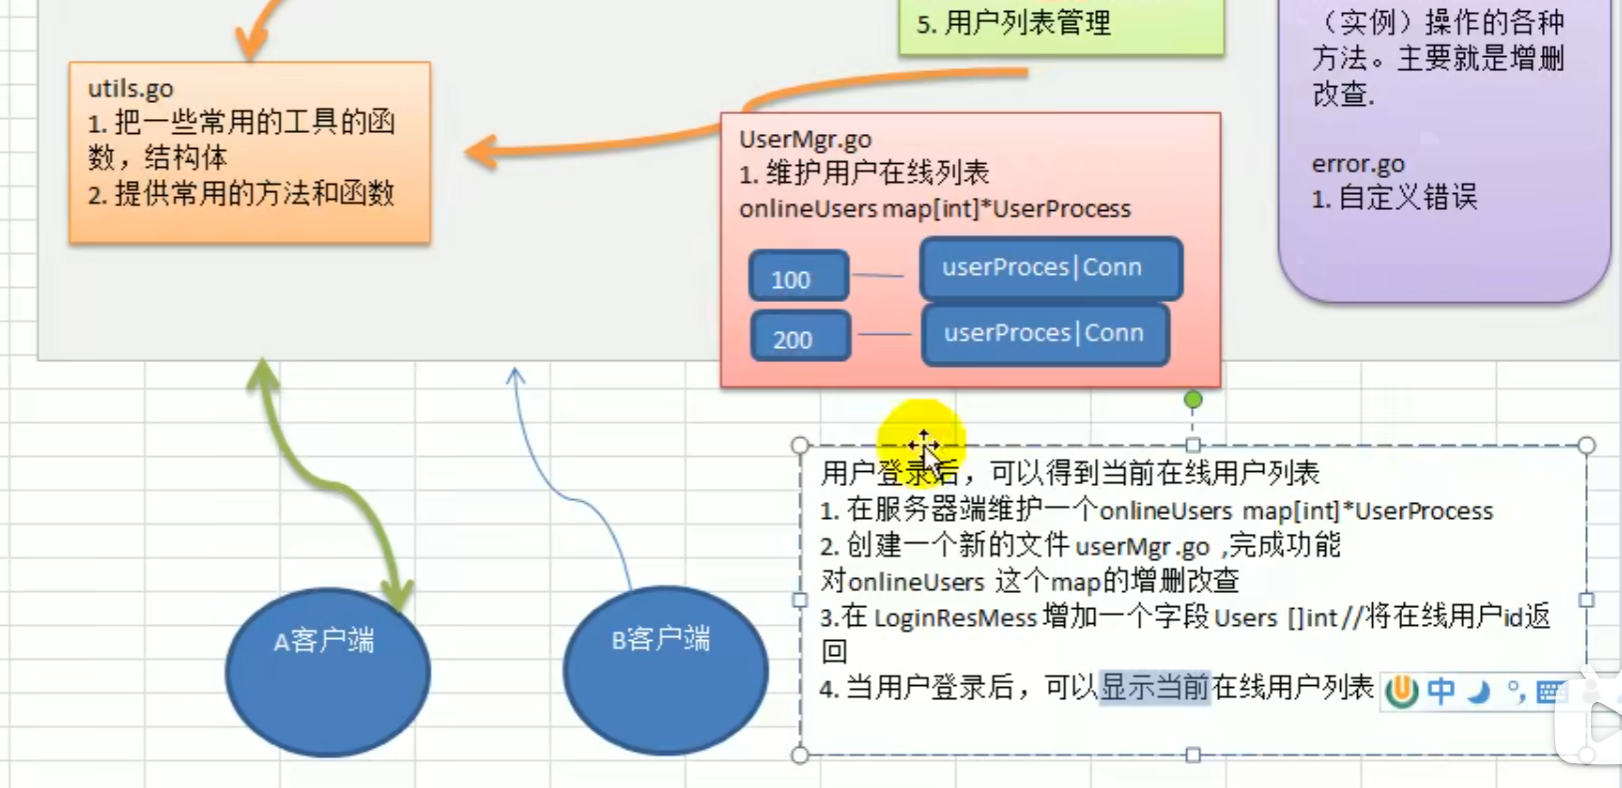 5. 用户列表管理
（实例）操作的各种
方法。主要就是增删
改查.
error.go
1. 自定义错误
utils.go
1. 把一些常用的工具的函
数，结构体
2. 提供常用的方法和函数
UserMgr.go
1. 维护用户在线列表
onlineUsers map[int]*UserProcess
100
userProces|Conn
200
userProces|Conn
A客户端
B客户端
用户登录后，可以得到当前在线用户列表
1. 在服务器端维护一个onlineUsers map[int]*UserProcess
2. 创建一个新的文件 userMgr .go ,完成功能
对onlineUsers 这个map的增删改查
3.在 LoginResMess 增加一个字段 Users []int //将在线用户id返
回
4. 当用户登录后，可以显示当前在线用户列表
中